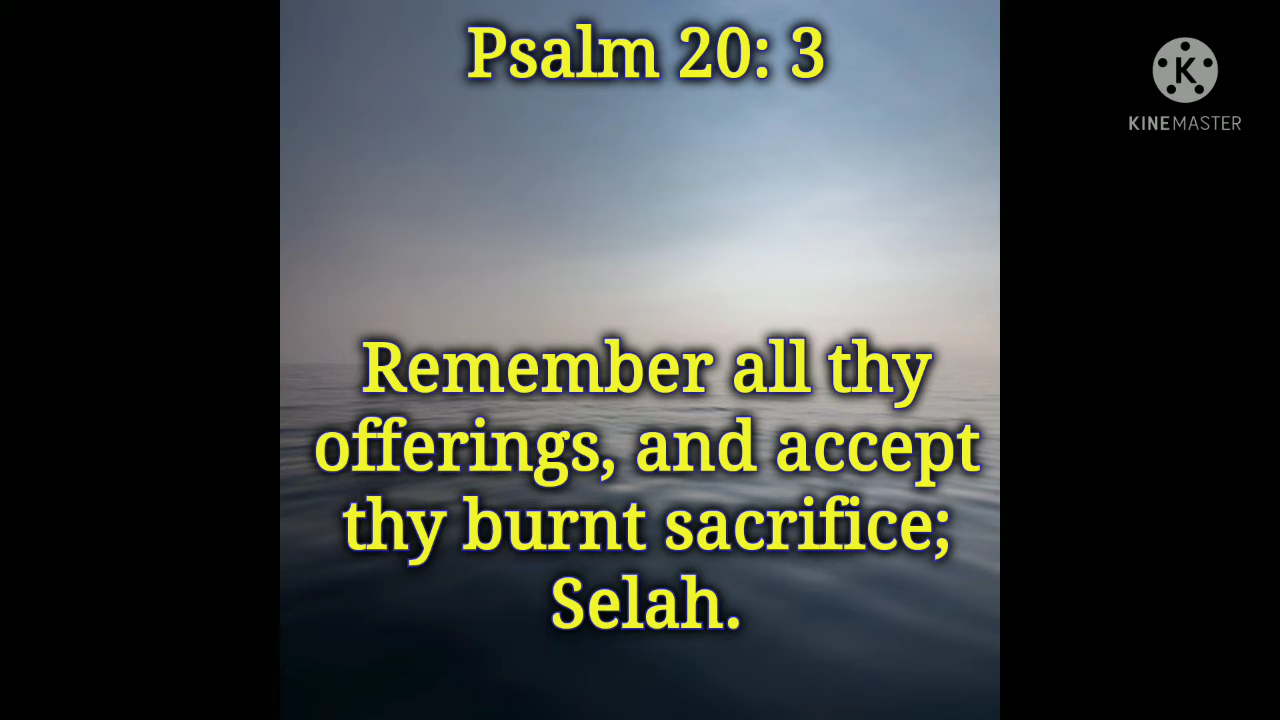 Psalm 20: 3
K
KINEMASTER
Remember all thy
offerings, and accept
thy burnt sacrifice;
Selah.